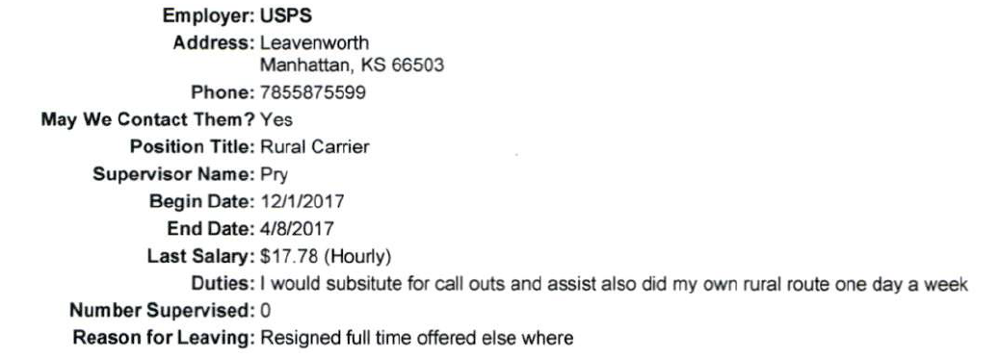 Employer: USPS
Address: Leavenworth
Manhattan, KS 66503
Phone: 7855875599
May We Contact Them? Yes
Position Title: Rural Carrier
Supervisor Name: Pry
Begin Date: 12/1/2017
End Date: 4/8/2017
Last Salary: $17.78 (Hourly)
Duties: I would subsitute for call outs and assist also did my own rural route one day a week
Number Supervised: 0
Reason for Leaving: Resigned full time offered else where